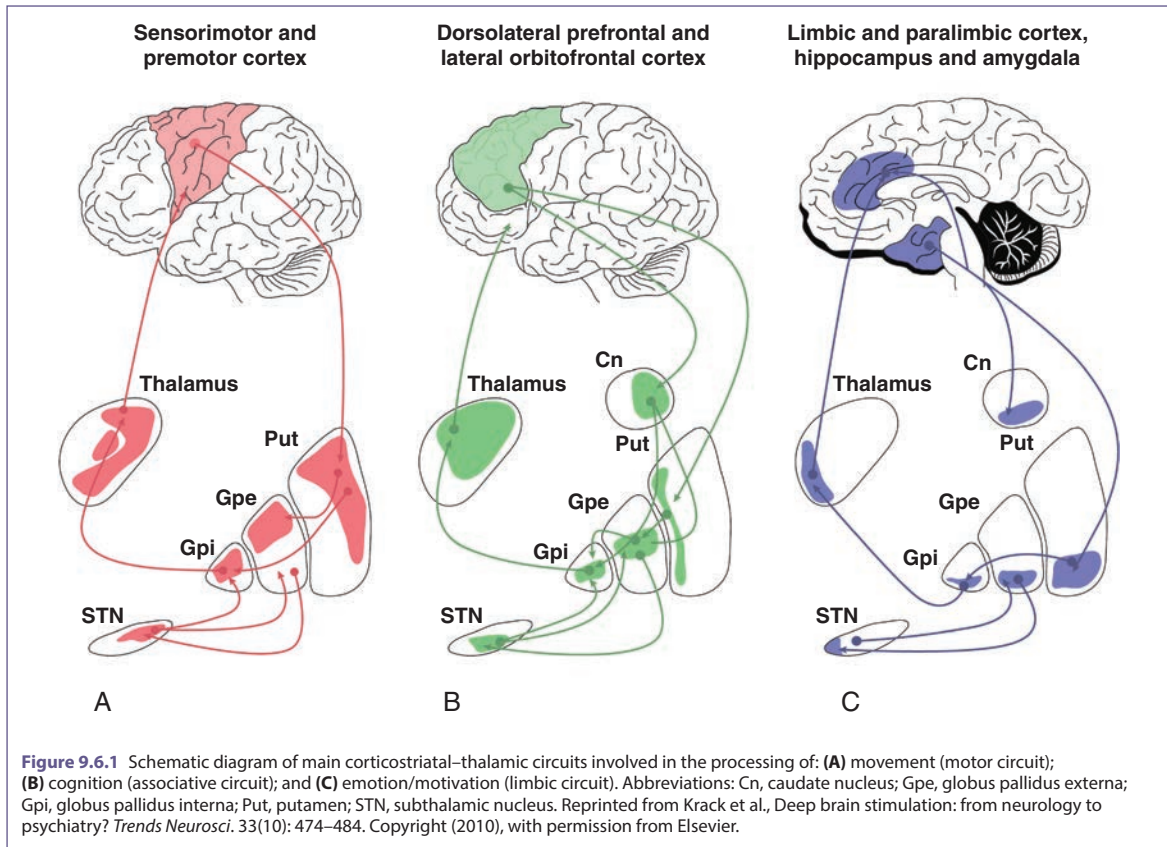 Sensorimotor and
premotor cortex
Dorsolateral prefrontal and
lateral orbitofrontal cortex
Limbic and paralimbic cortex,
hippocampus and amygdala
Thalamus
Put
Gpe
Gpi
STN
A
Cn
Thalamus
Put
Gpe
Gpi
STN
B
Cn
Thalamus
Put
Gpe
Gpi
STN
C
Figure 9.6.1 Schematic diagram of main corticostriatal–thalamic circuits involved in the processing of: (A) movement (motor circuit);
(B) cognition (associative circuit); and (C) emotion/motivation (limbic circuit). Abbreviations: Cn, caudate nucleus; Gpe, globus pallidus externa;
Gpi, globus pallidus interna; Put, putamen; STN, subthalamic nucleus. Reprinted from Krack et al., Deep brain stimulation: from neurology to
psychiatry? Trends Neurosci. 33(10): 474–484. Copyright (2010), with permission from Elsevier.